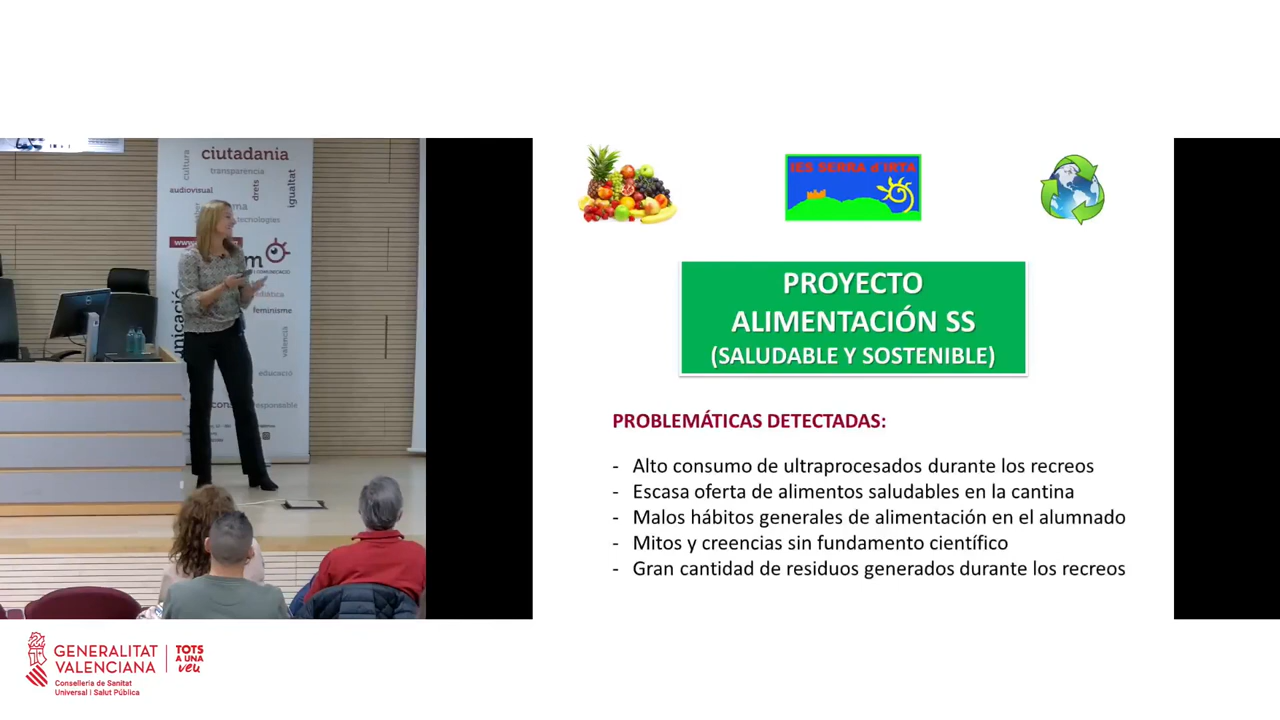 ciutadania
cultura
transparència
audiovisual
drets
igualtat
tecnologies
www.
m
feminisme
valencià
educació
responsable
IES SERRA d'IRTA
PROYECTO
ALIMENTACIÓN SS
(SALUDABLE Y SOSTENIBLE)
PROBLEMÁTICAS DETECTADAS:
- Alto consumo de ultraprocesados durante los recreos
- Escasa oferta de alimentos saludables en la cantina
- Malos hábitos generales de alimentación en el alumnado
- Mitos y creencias sin fundamento científico
- Gran cantidad de residuos generados durante los recreos
GENERALITAT
VALENCIANA
Conselleria de Sanitat
Universal i Salut Pública
TOTS
A UNA
veu